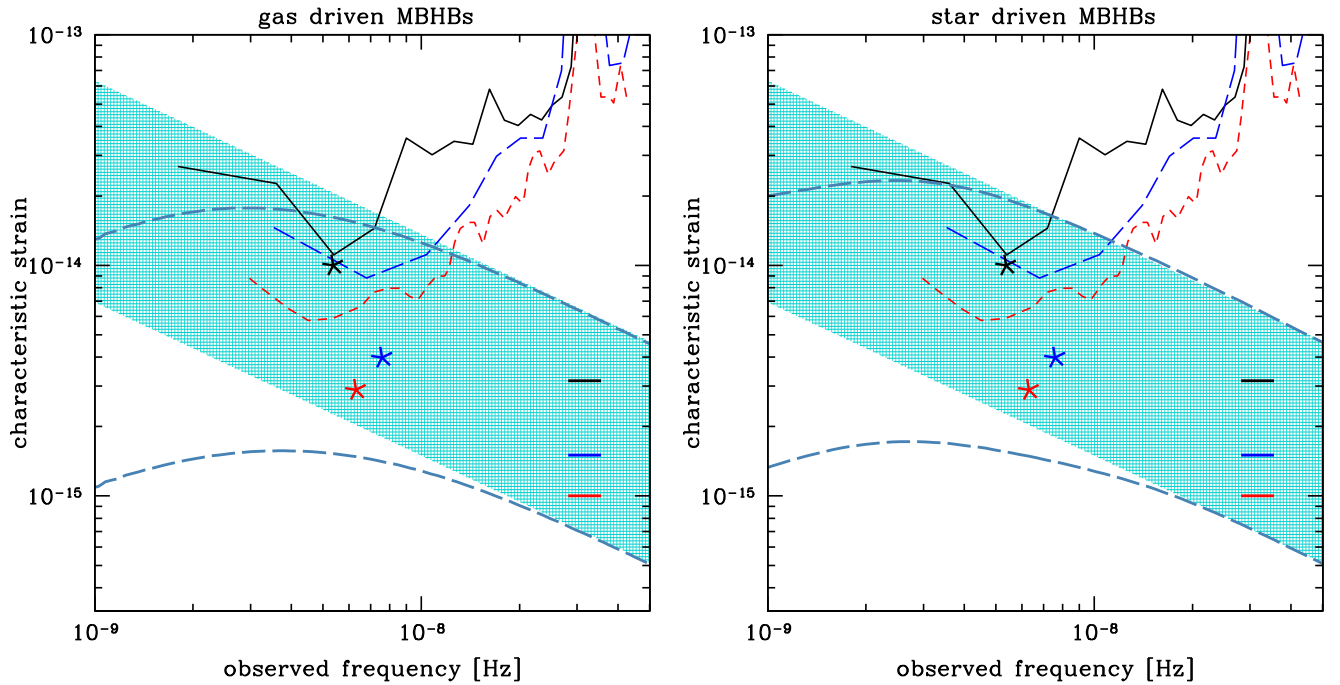 gas driven MBHBs
10⁻¹³
10⁻¹⁴
10⁻¹⁵
characteristic strain
10⁻⁹
10⁻⁸
observed frequency [Hz]
star driven MBHBs
10⁻¹³
10⁻¹⁴
10⁻¹⁵
characteristic strain
10⁻⁹
10⁻⁸
observed frequency [Hz]